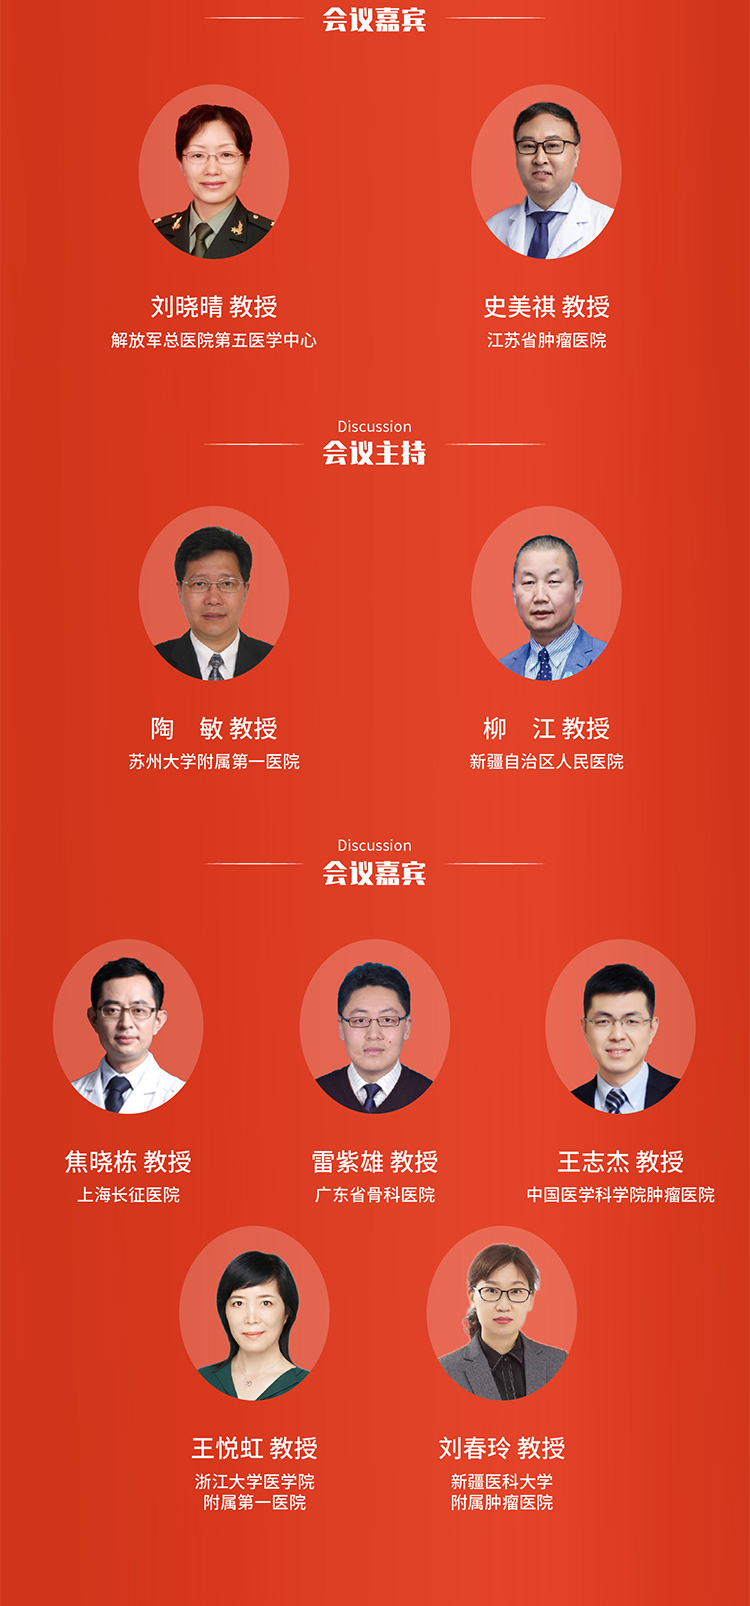 会议嘉宾
刘晓晴 教授
史美祺 教授
解放军总医院第五医学中心
江苏省肿瘤医院
Discussion
会议主持
陶 敏 教授
柳 江 教授
苏州大学附属第一医院
新疆自治区人民医院
Discussion
会议嘉宾
焦晓栋 教授
雷紫雄 教授
王志杰 教授
上海长征医院
广东省骨科医院
中国医学科学院肿瘤医院
王悦虹 教授
刘春玲 教授
浙江大学医学院
附属第一医院
新疆医科大学
附属肿瘤医院